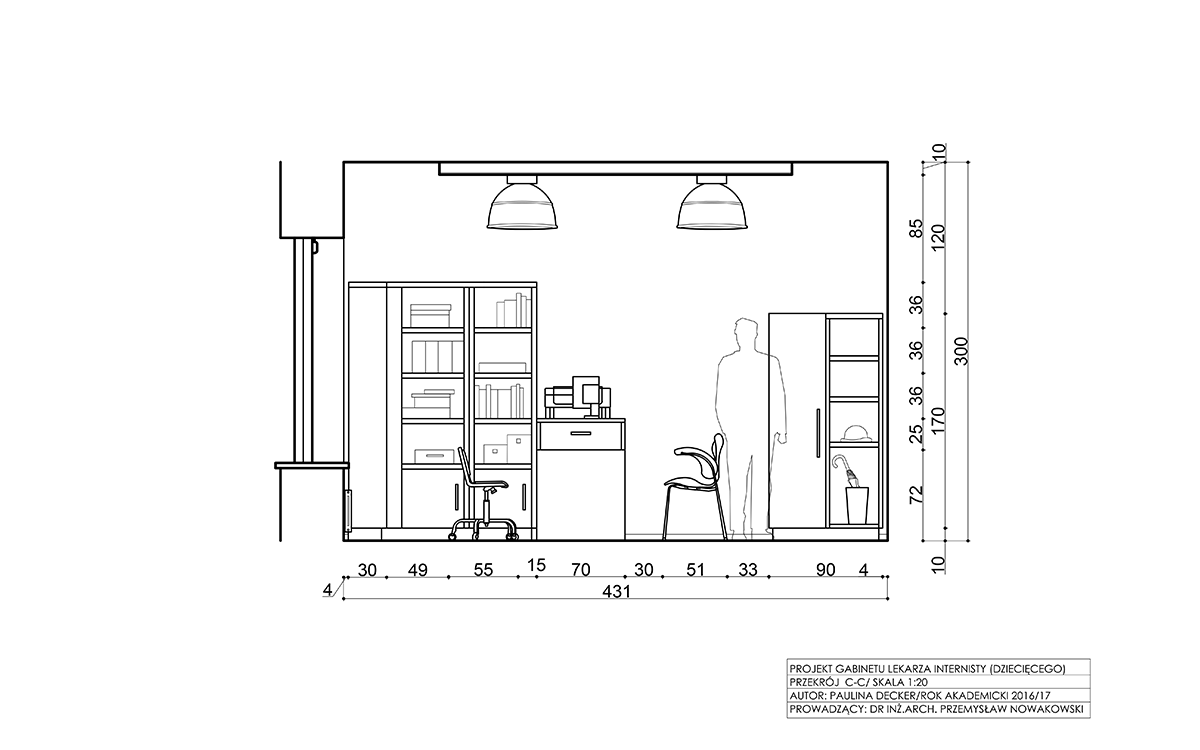 10
85
120
36
36
300
36
170
25
72
10
30 49 55 15 70 30 51 33 90 4
4
431
PROJEKT GABINETU LEKARZA INTERNISTY (DZIECIĘCEGO)
PRZEKRÓJ C-C/ SKALA 1:20
AUTOR: PAULINA DECKER/ROK AKADEMICKI 2016/17
PROWADZĄCY: DR INŻ.ARCH. PRZEMYSŁAW NOWAKOWSKI